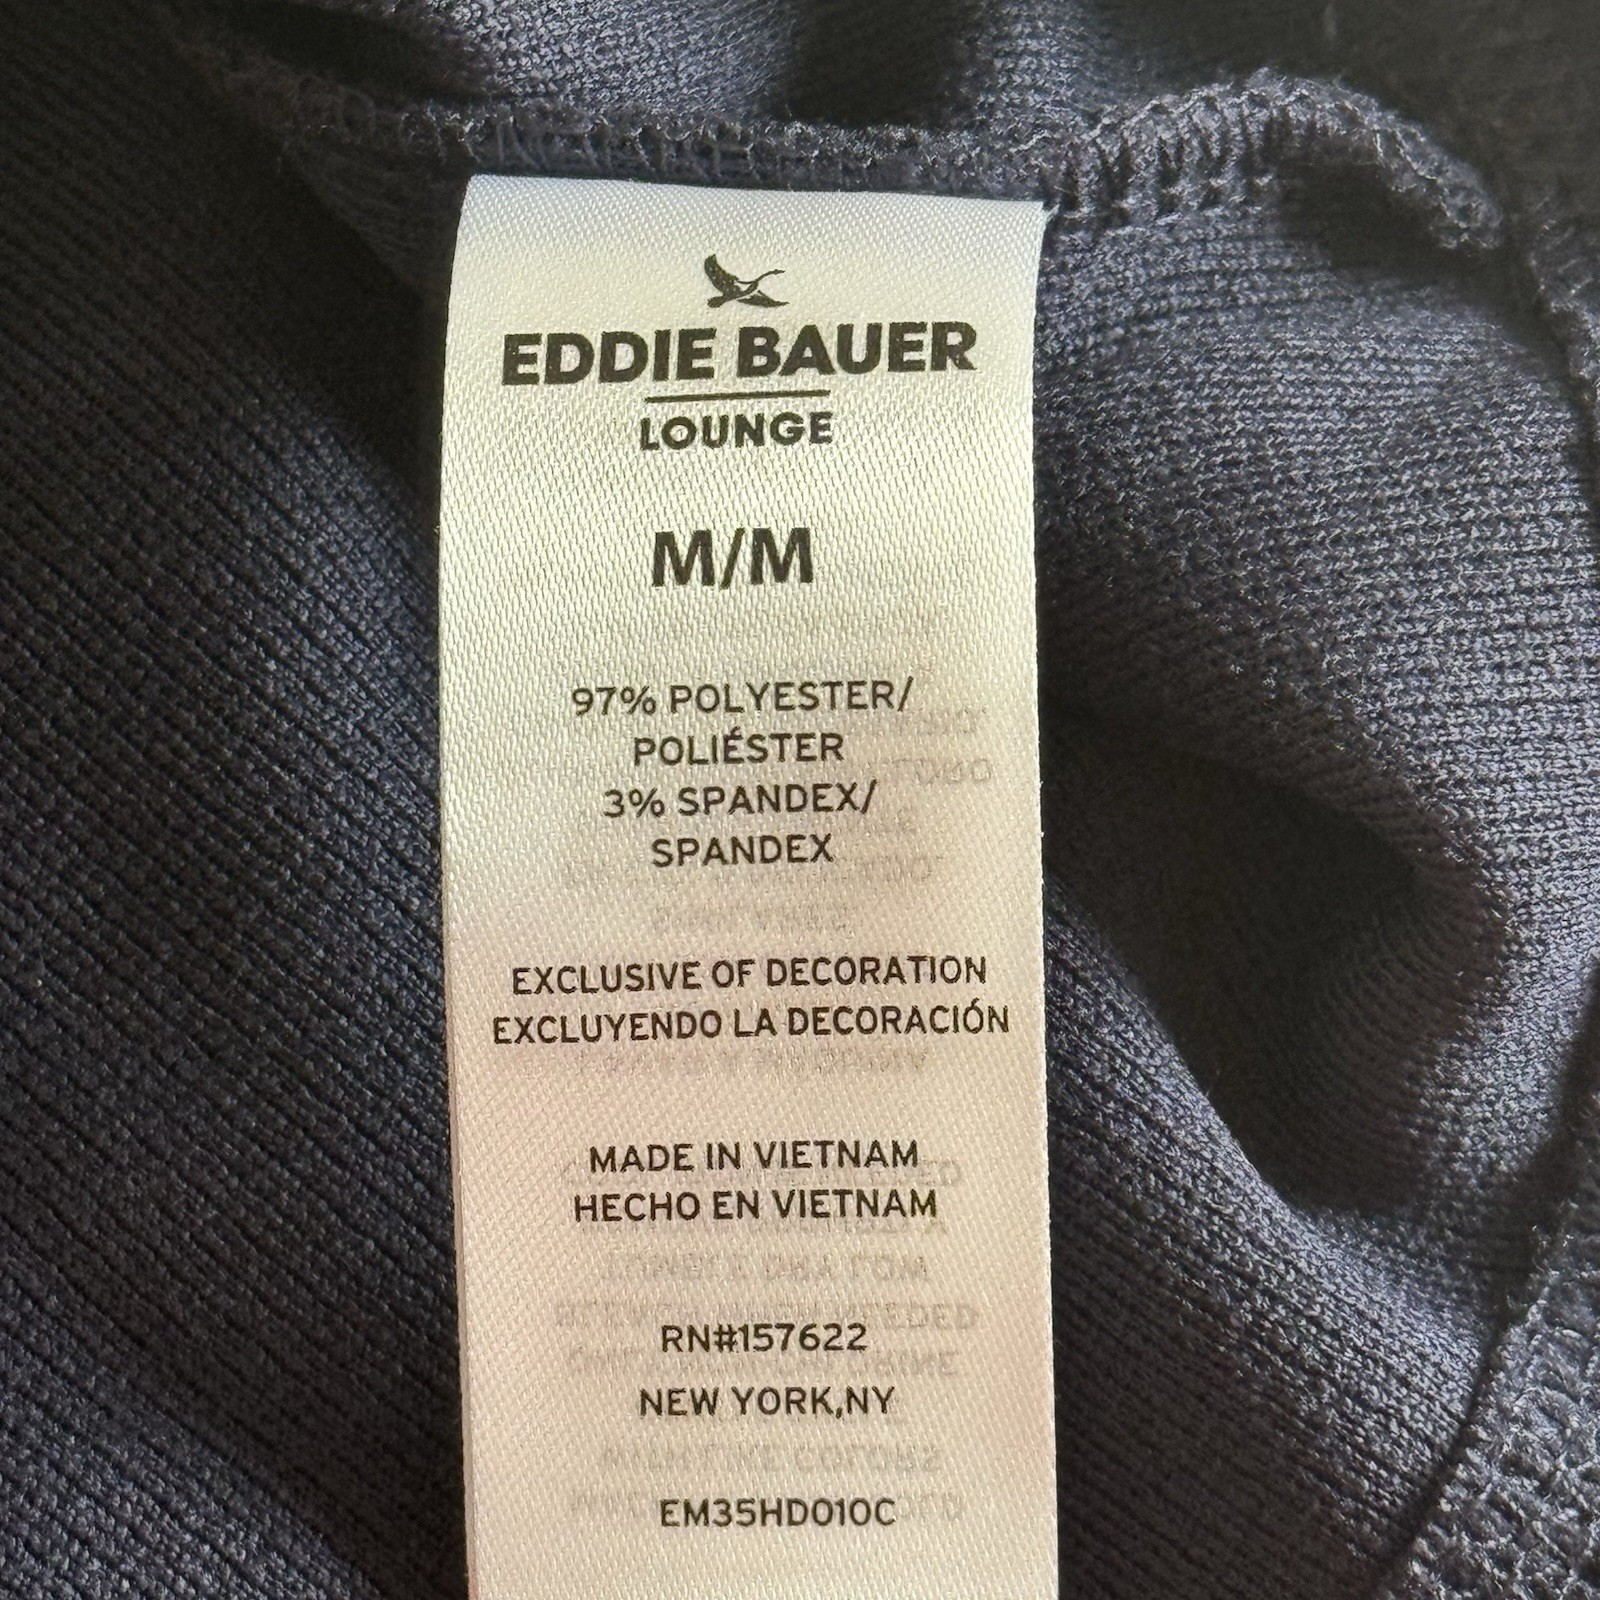 EDDIE BAUER
LOUNGE
M/M
97% POLYESTER/
POLIÉSTER
3% SPANDEX/
SPANDEX
EXCLUSIVE OF DECORATION
EXCLUYENDO LA DECORACIÓN
MADE IN VIETNAM
HECHO EN VIETNAM
RN#157622
NEW YORK,NY
EM35HD010C